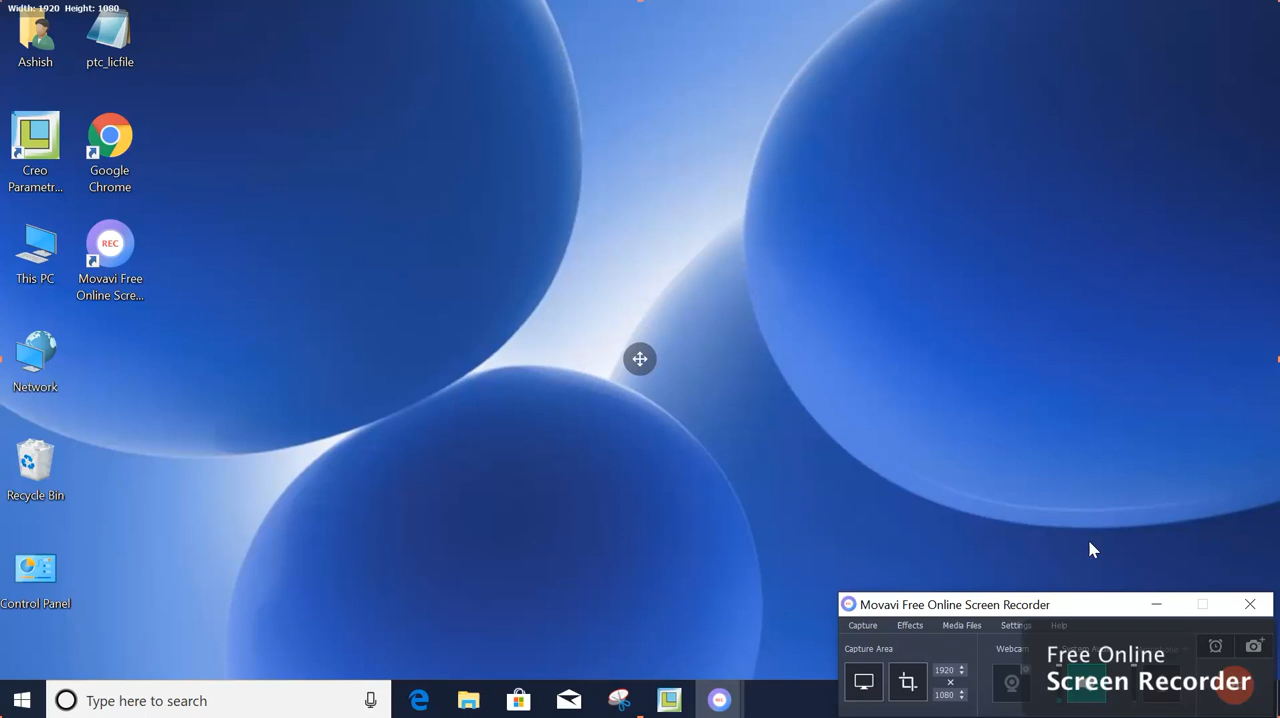 Width: 1920 Height: 1080
Ashish
ptc_licfile
Creo
Parametr...
Google
Chrome
This PC
REC
Movavi Free
Online Scre...
Network
Recycle Bin
Control Panel
Movavi Free Online Screen Recorder
Capture
Effects
Media Files
Settings
Help
Capture Area
Webcam
1920
×
1080
Free Online
Screen Recorder
Type here to search